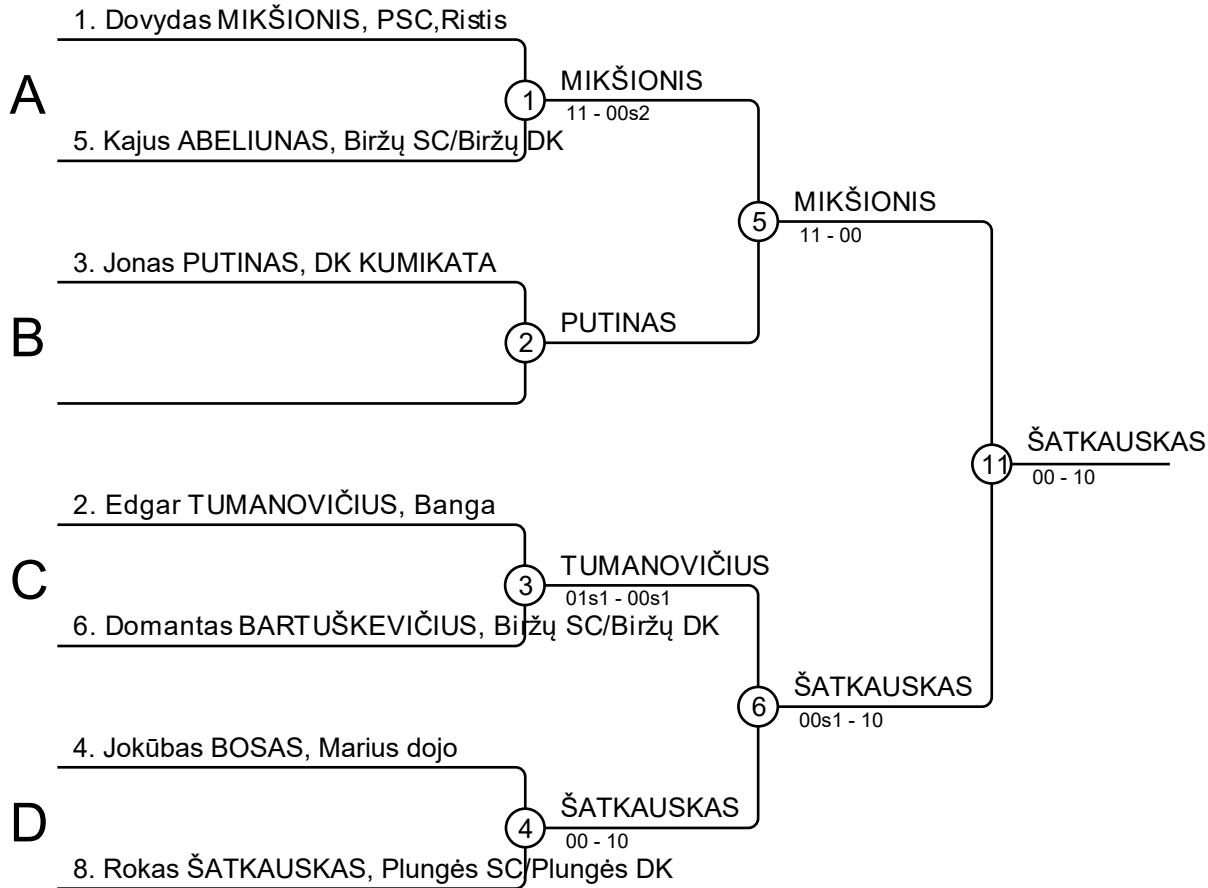 1. Dovydas MIKŠIONIS, PSC,Ristis
A
1
MIKŠIONIS
11 - 00s2
5. Kajus ABELIUNAS, Biržų SC/Biržų DK
5
MIKŠIONIS
11 - 00
3. Jonas PUTINAS, DK KUMIKATA
B
2
PUTINAS
11
ŠATKAUSKAS
00 - 10
2. Edgar TUMANOVIČIUS, Banga
C
3
TUMANOVIČIUS
01s1 - 00s1
6. Domantas BARTUŠKEVIČIUS, Biržų SC/Biržų DK
6
ŠATKAUSKAS
00s1 - 10
4. Jokūbas BOSAS, Marius dojo
D
4
ŠATKAUSKAS
00 - 10
8. Rokas ŠATKAUSKAS, Plungės SC/Plungės DK